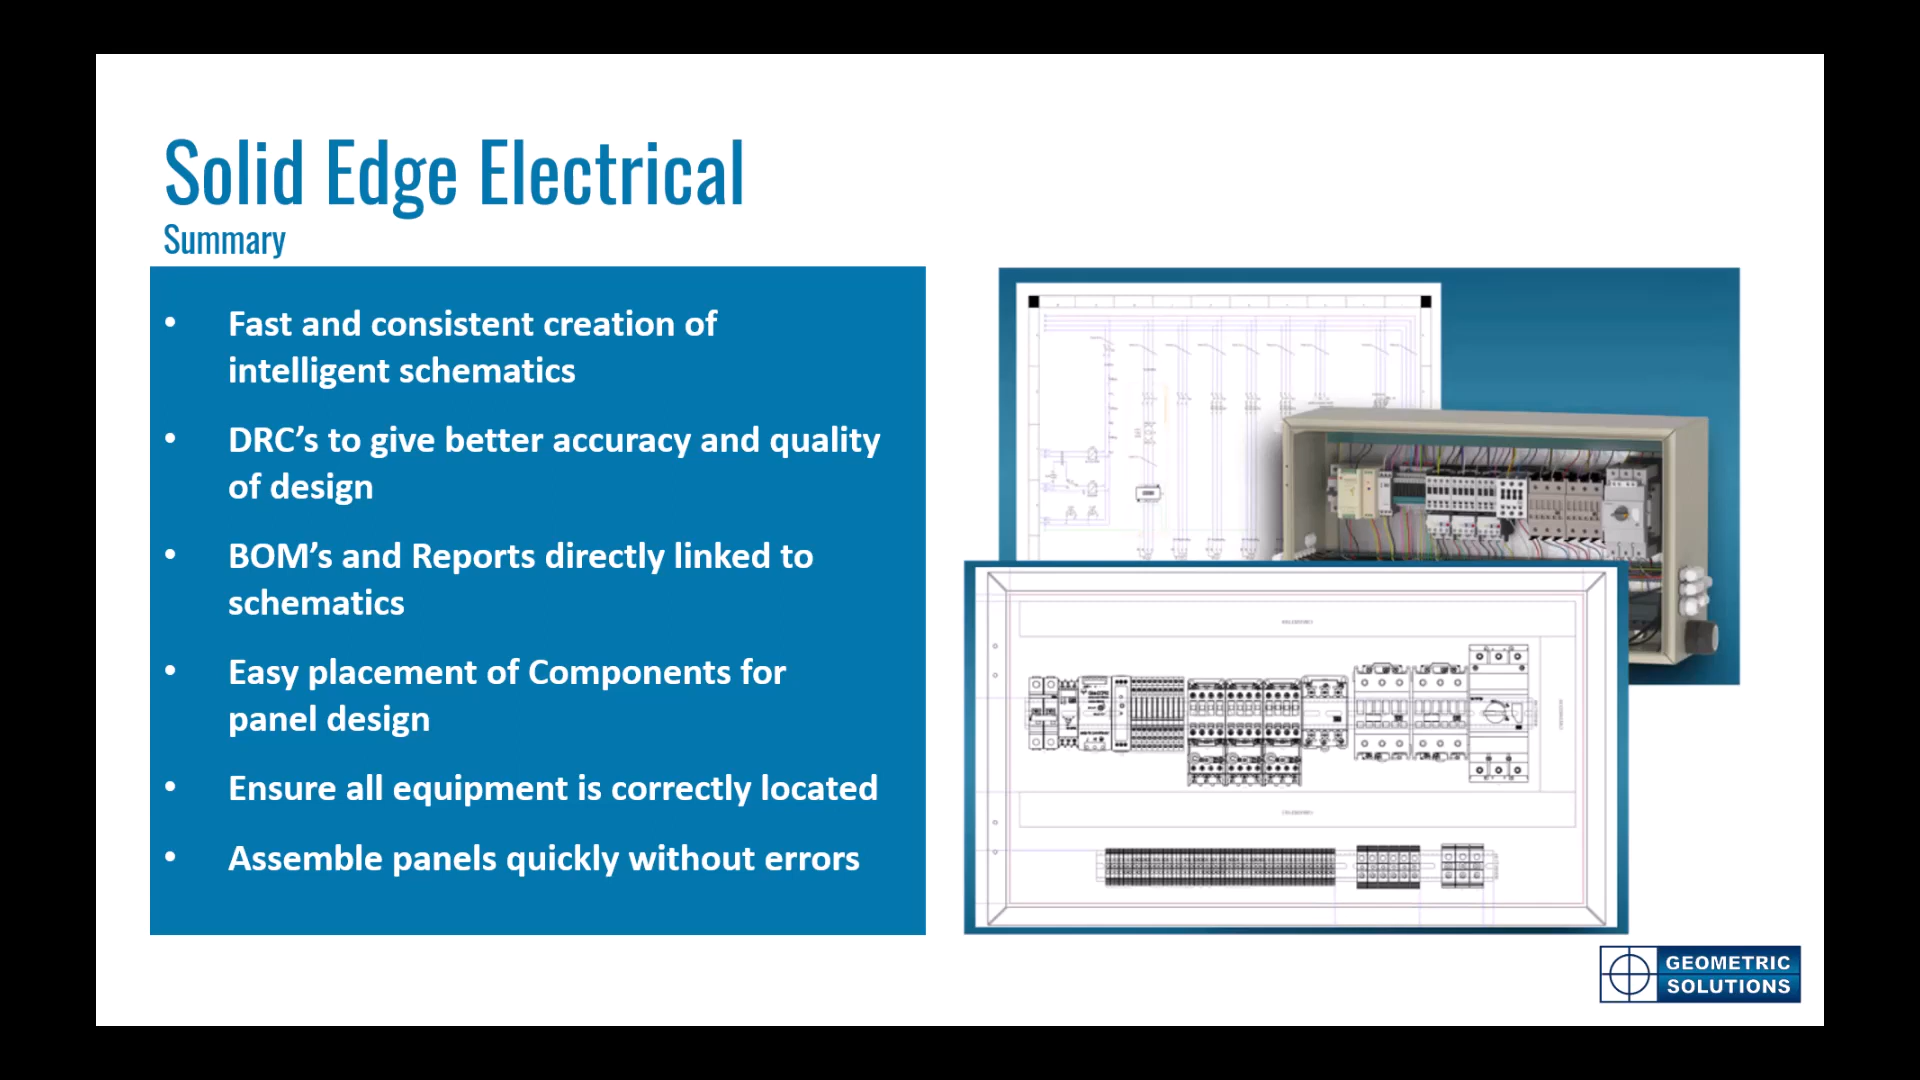 Solid Edge Electrical
Summary
• Fast and consistent creation of
intelligent schematics
• DRC’s to give better accuracy and quality
of design
• BOM’s and Reports directly linked to
schematics
• Easy placement of Components for
panel design
• Ensure all equipment is correctly located
• Assemble panels quickly without errors
GEOMETRIC
SOLUTIONS